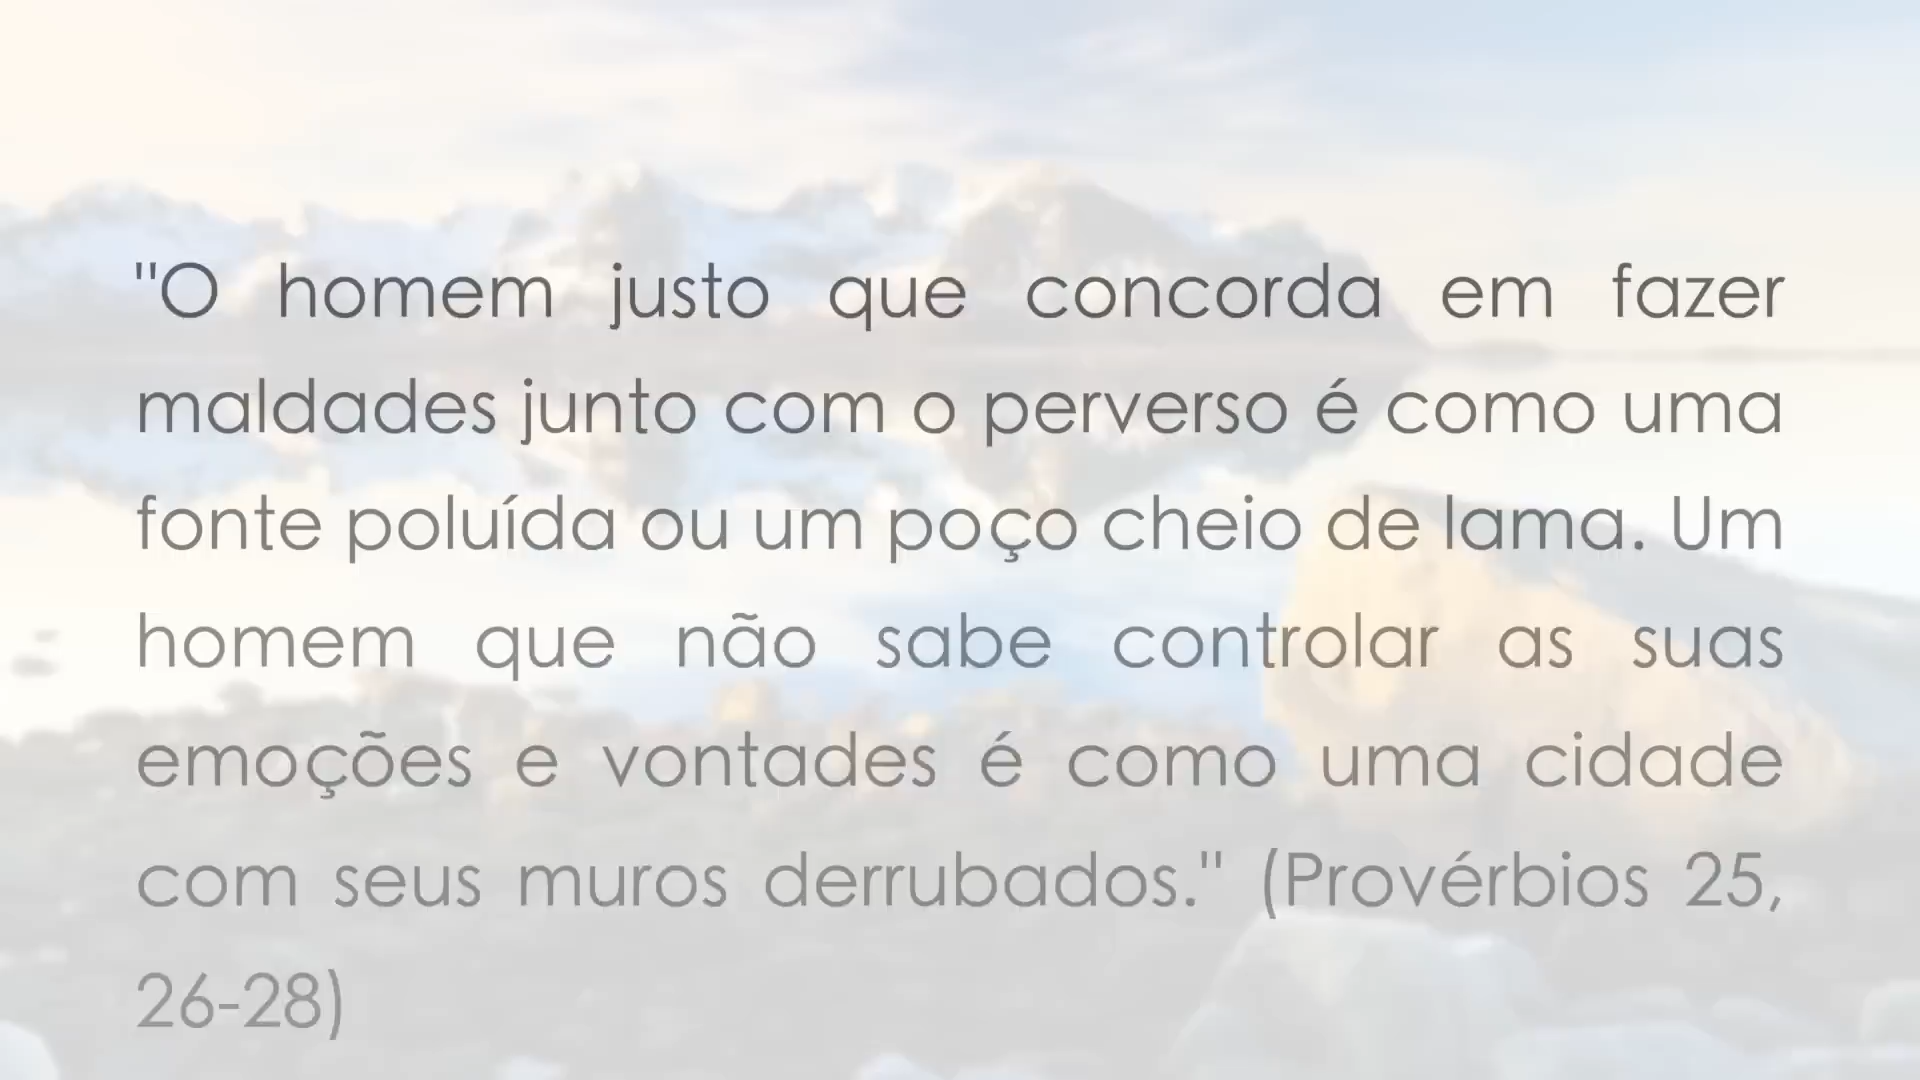 "O homem justo que concorda em fazer
maldades junto com o perverso é como uma
fonte poluída ou um poço cheio de lama. Um
homem que não sabe controlar as suas
emoções e vontades é como uma cidade
com seus muros derrubados." (Provérbios 25,
26-28)